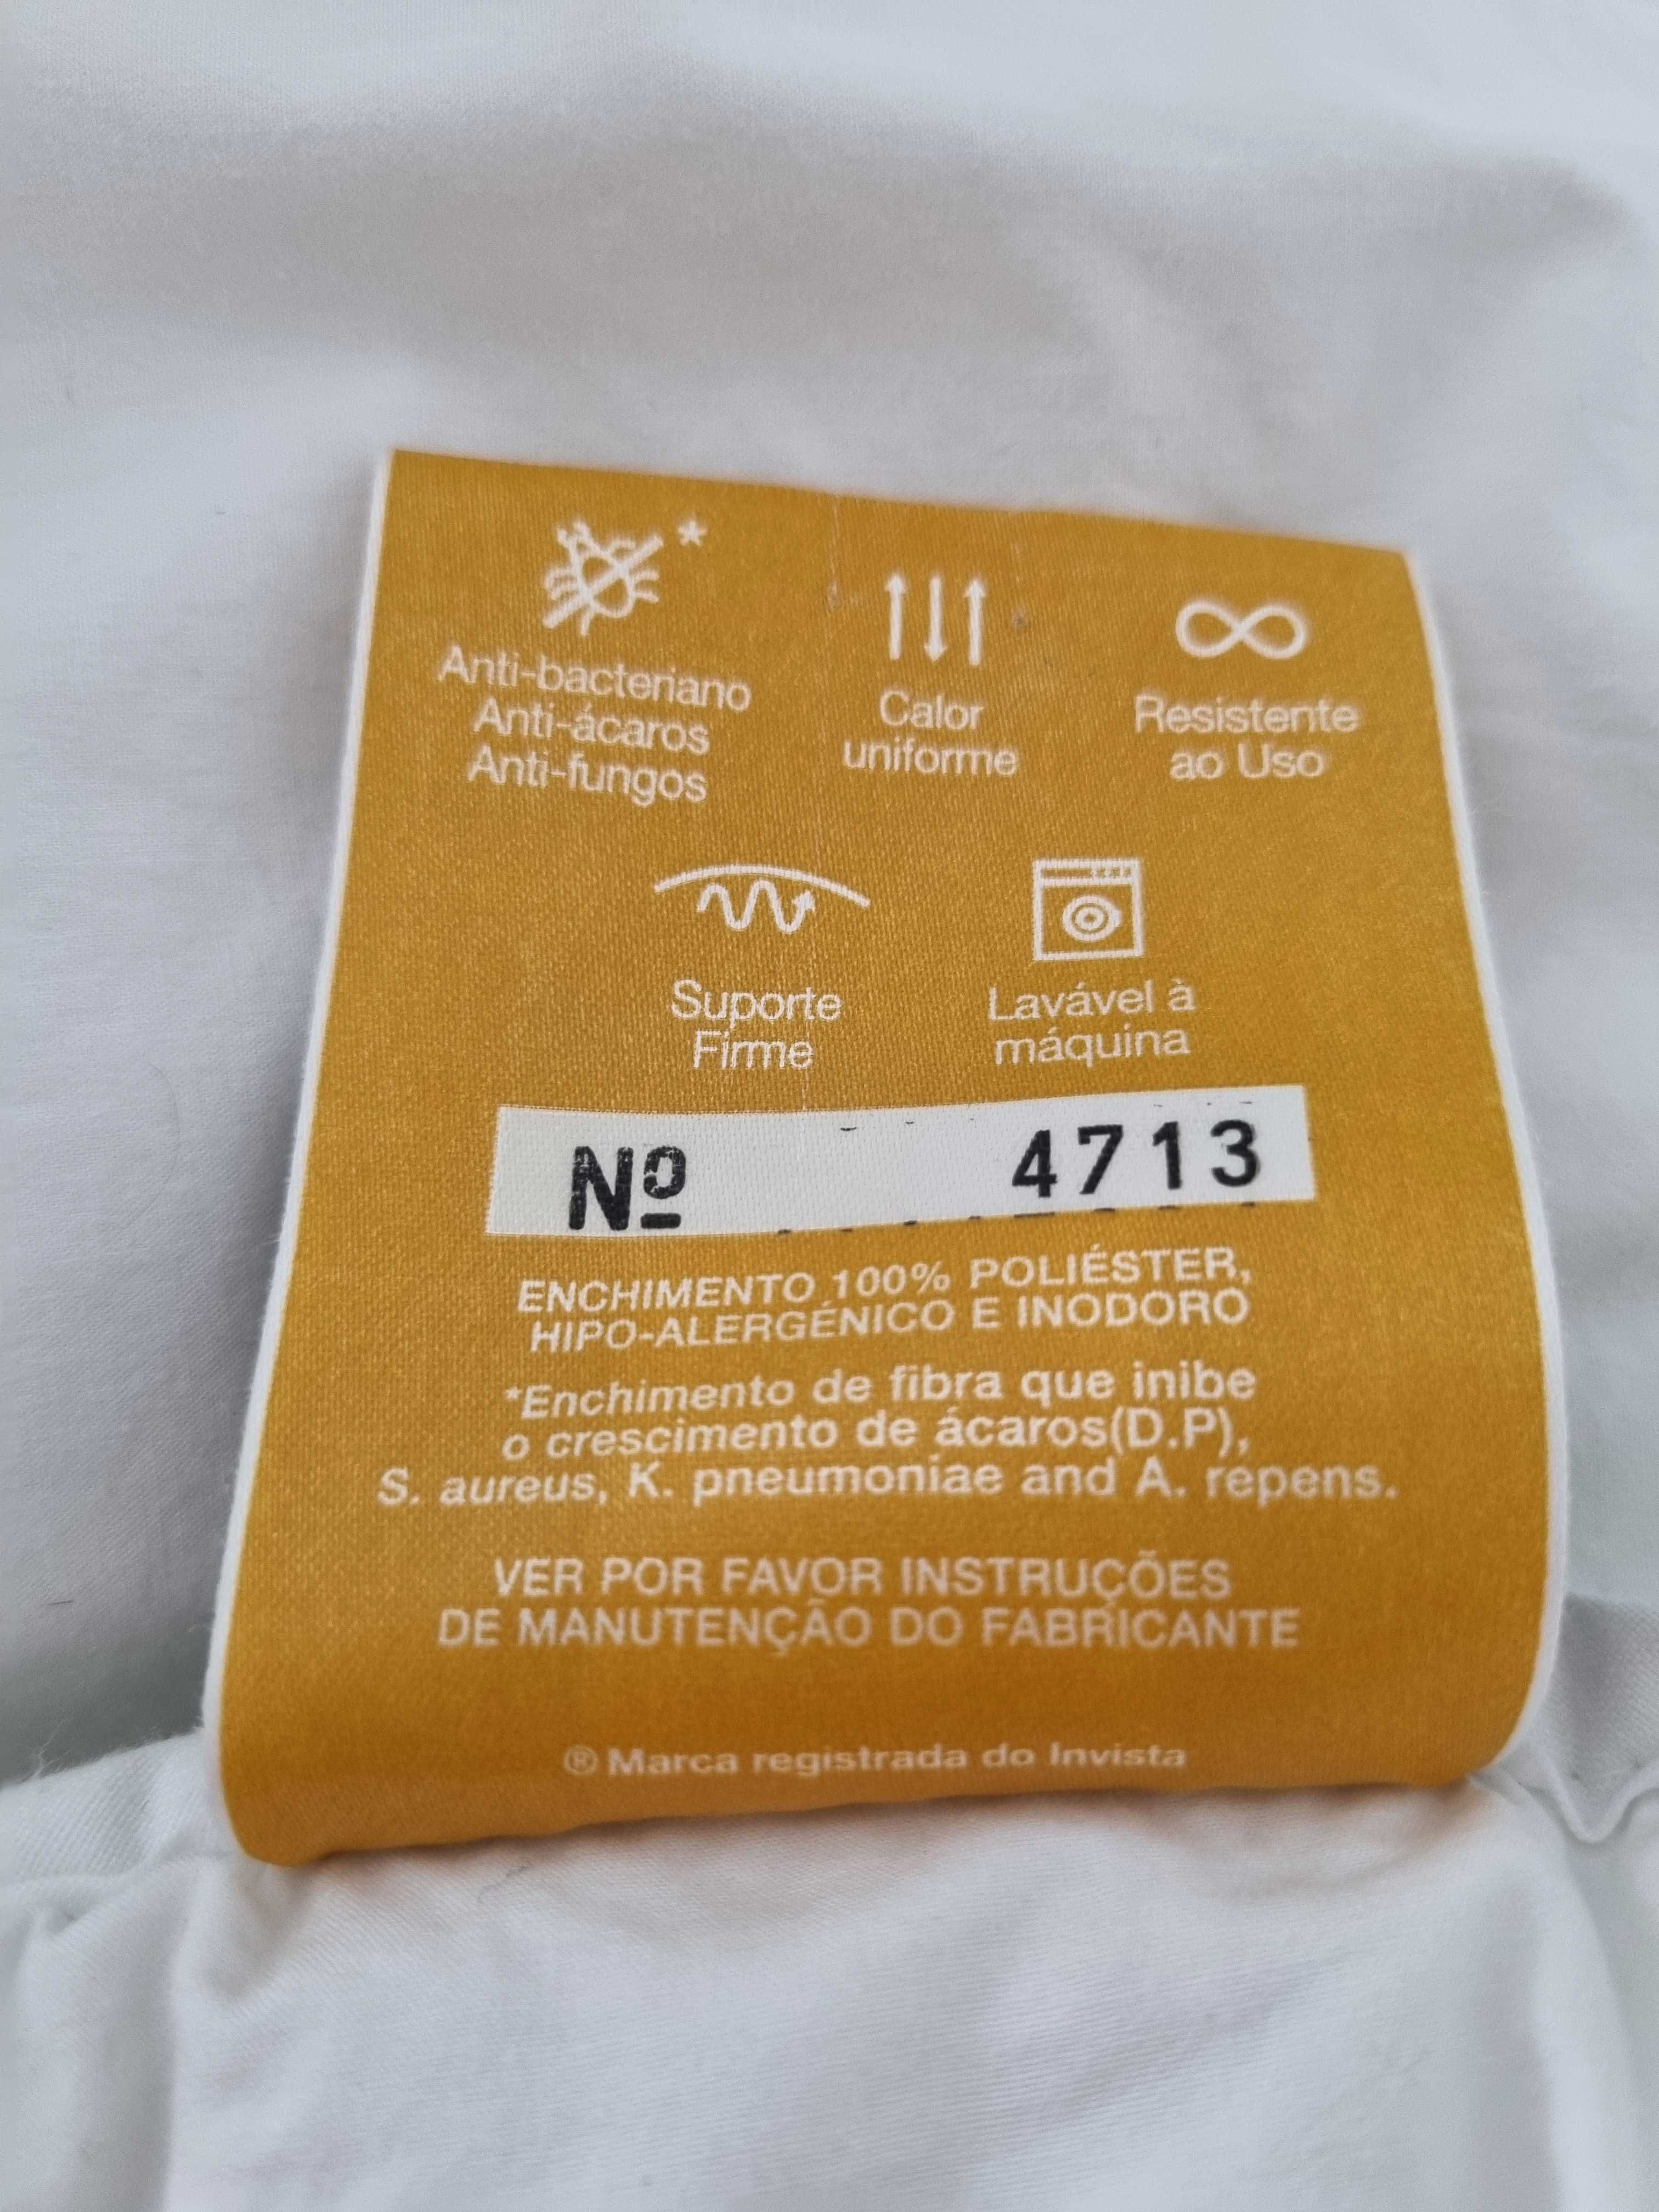 *
Anti-bacteriano
Anti-ácaros
Anti-fungos
Calor
uniforme
Resistente
ao Uso
Suporte
Firme
Lavável à
máquina
Nº 4713
ENCHIMENTO 100% POLIÉSTER,
HIPO-ALERGÉNICO E INODORO
*Enchimento de fibra que inibe
o crescimento de ácaros(D.P),
S. aureus, K. pneumoniae and A. repens.
VER POR FAVOR INSTRUÇÕES
DE MANUTENÇÃO DO FABRICANTE
® Marca registrada do Invista